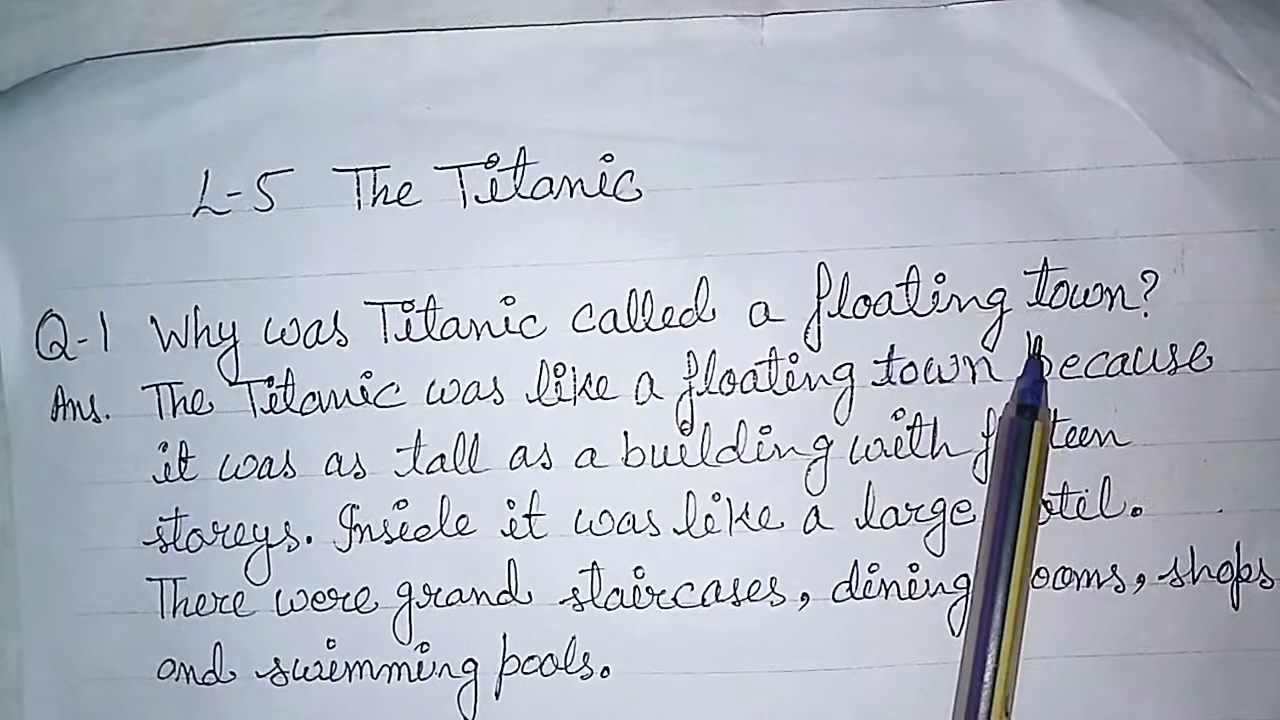 L-5 The Titanic
Q-1 Why was Titanic called a floating town?
Ans. The Titanic was like a floating town because
it was as tall as a building with
storeys. Inside it was like a large
There were grand staircases, dining rooms, shops
and swimming pools.